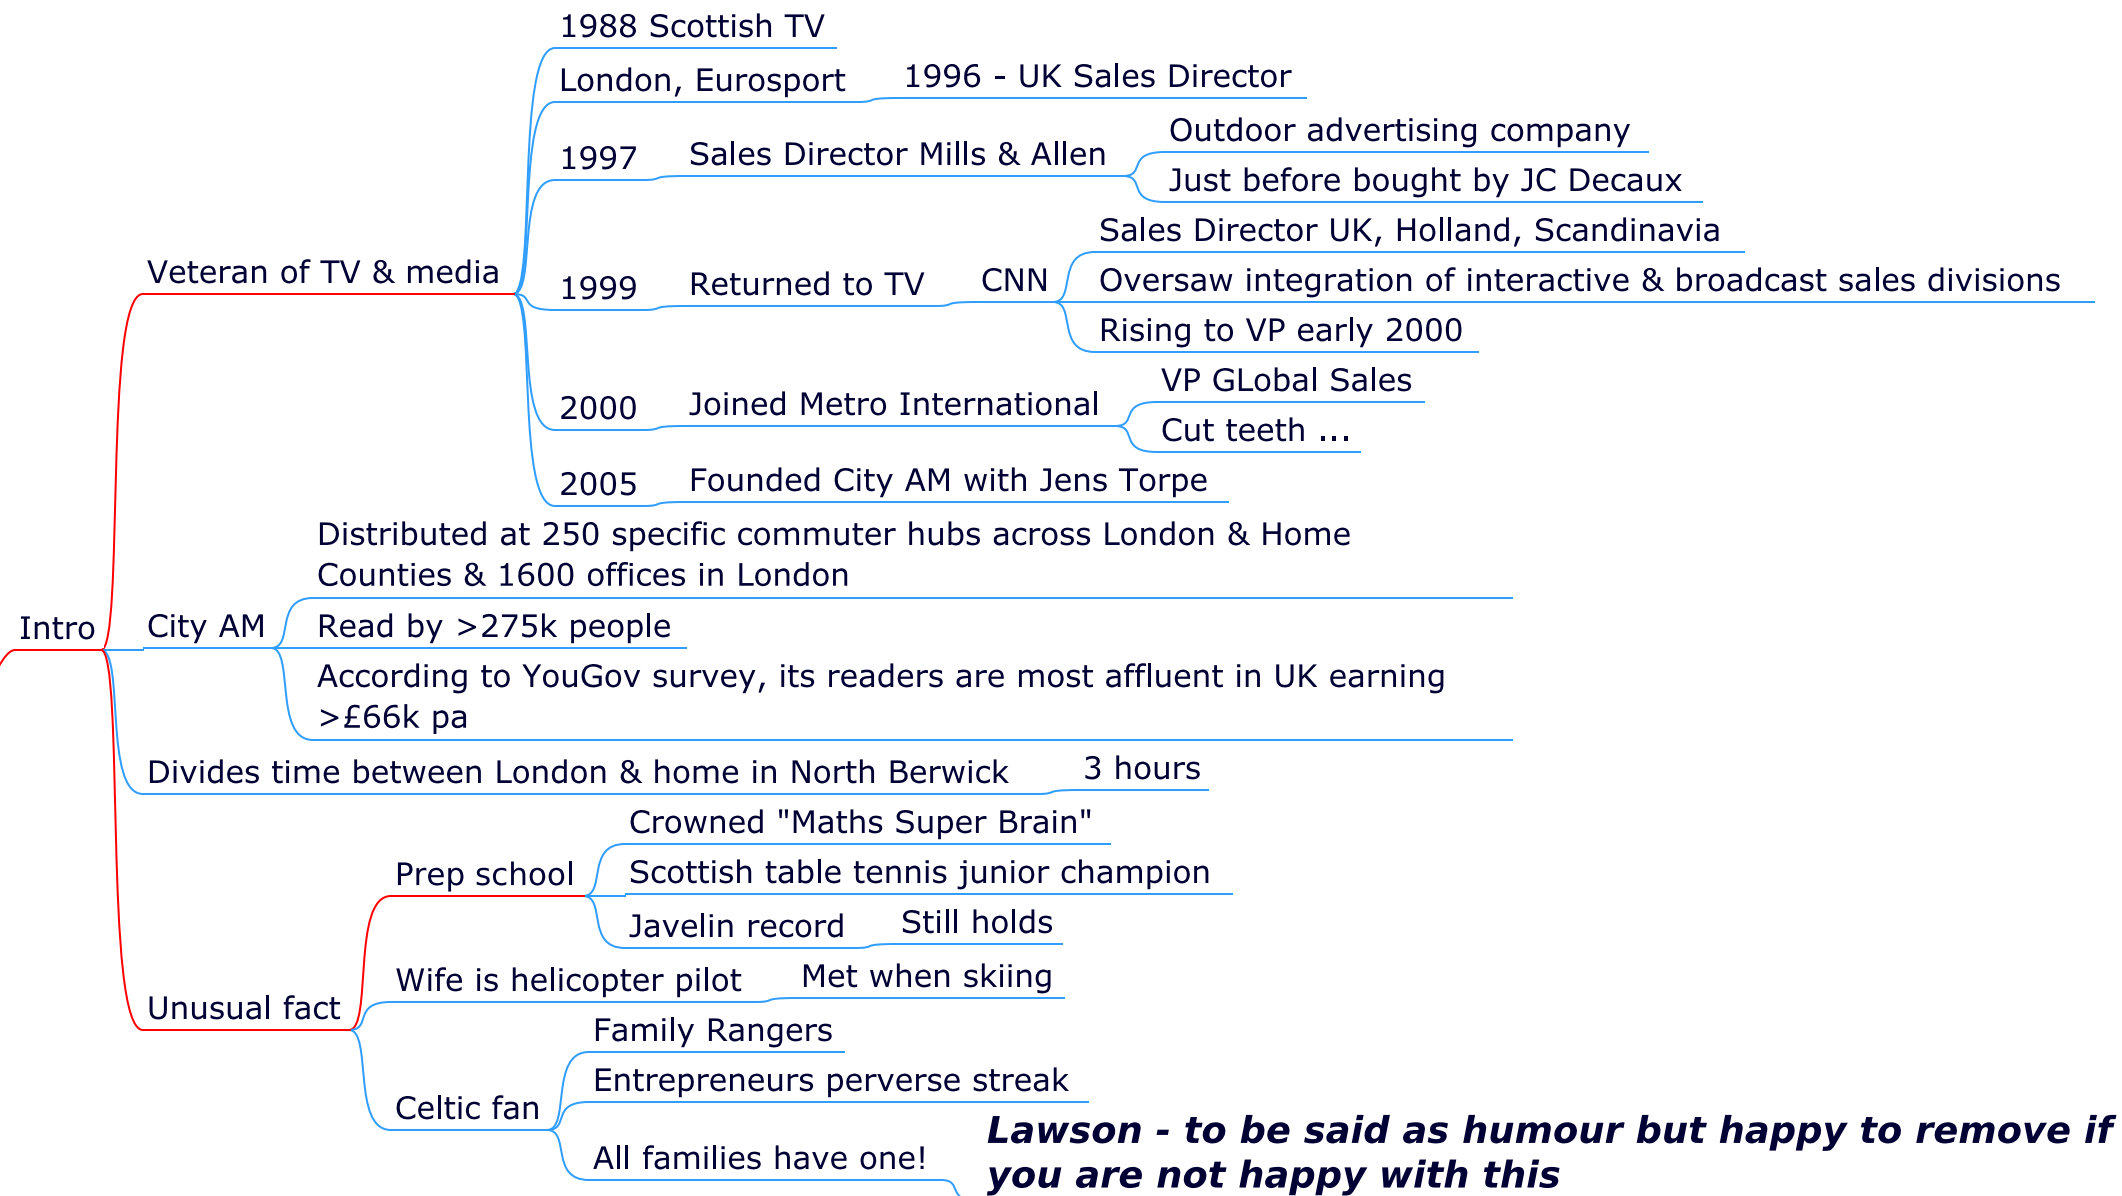 1988 Scottish TV
London, Eurosport
1996 - UK Sales Director
1997
Sales Director Mills & Allen
Outdoor advertising company
Just before bought by JC Decaux
Veteran of TV & media
1999
Returned to TV
CNN
Sales Director UK, Holland, Scandinavia
Oversaw integration of interactive & broadcast sales divisions
Rising to VP early 2000
2000
Joined Metro International
VP GLobal Sales
Cut teeth ...
2005
Founded City AM with Jens Torpe
Intro
City AM
Distributed at 250 specific commuter hubs across London & Home
Counties & 1600 offices in London
Read by >275k people
According to YouGov survey, its readers are most affluent in UK earning
>£66k pa
Divides time between London & home in North Berwick
3 hours
Unusual fact
Prep school
Crowned "Maths Super Brain"
Scottish table tennis junior champion
Javelin record
Still holds
Wife is helicopter pilot
Met when skiing
Celtic fan
Family Rangers
Entrepreneurs perverse streak
All families have one!
Lawson - to be said as humour but happy to remove if
you are not happy with this